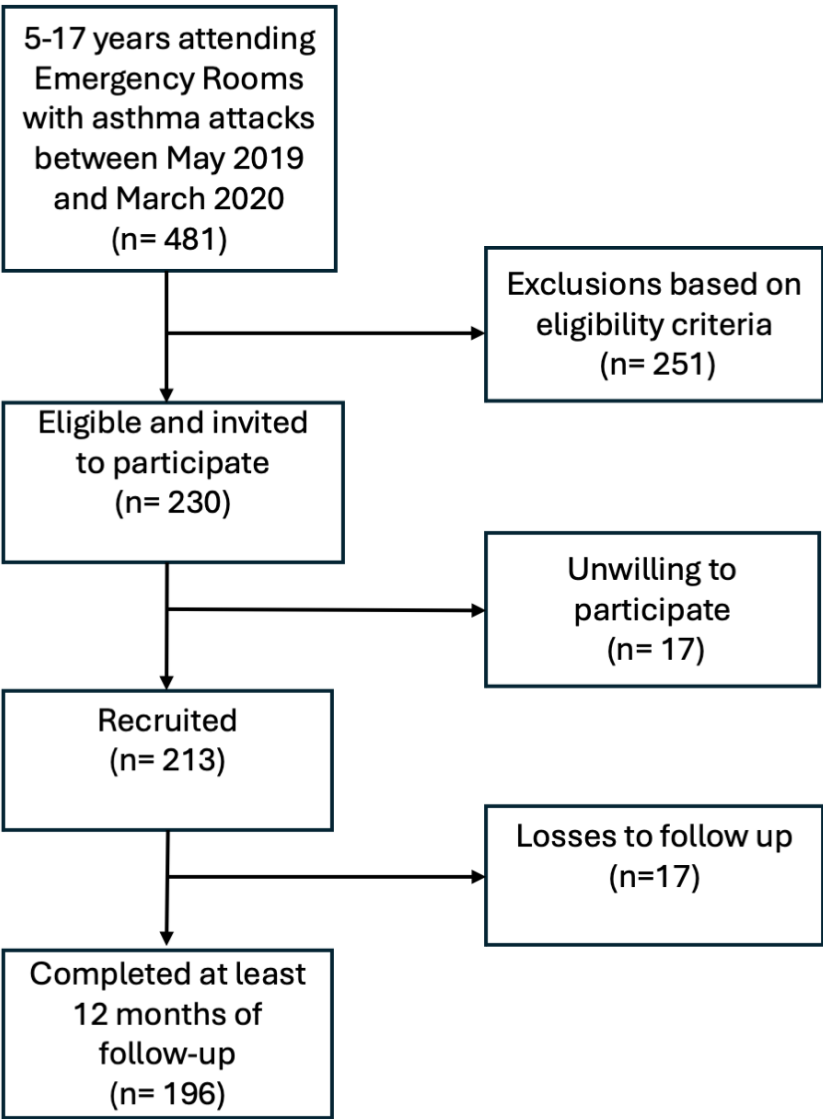 5-17 years attending
Emergency Rooms
with asthma attacks
between May 2019
and March 2020
(n= 481)
Exclusions based on
eligibility criteria
(n= 251)
Eligible and invited
to participate
(n= 230)
Unwilling to
participate
(n= 17)
Recruited
(n= 213)
Losses to follow up
(n=17)
Completed at least
12 months of
follow-up
(n= 196)